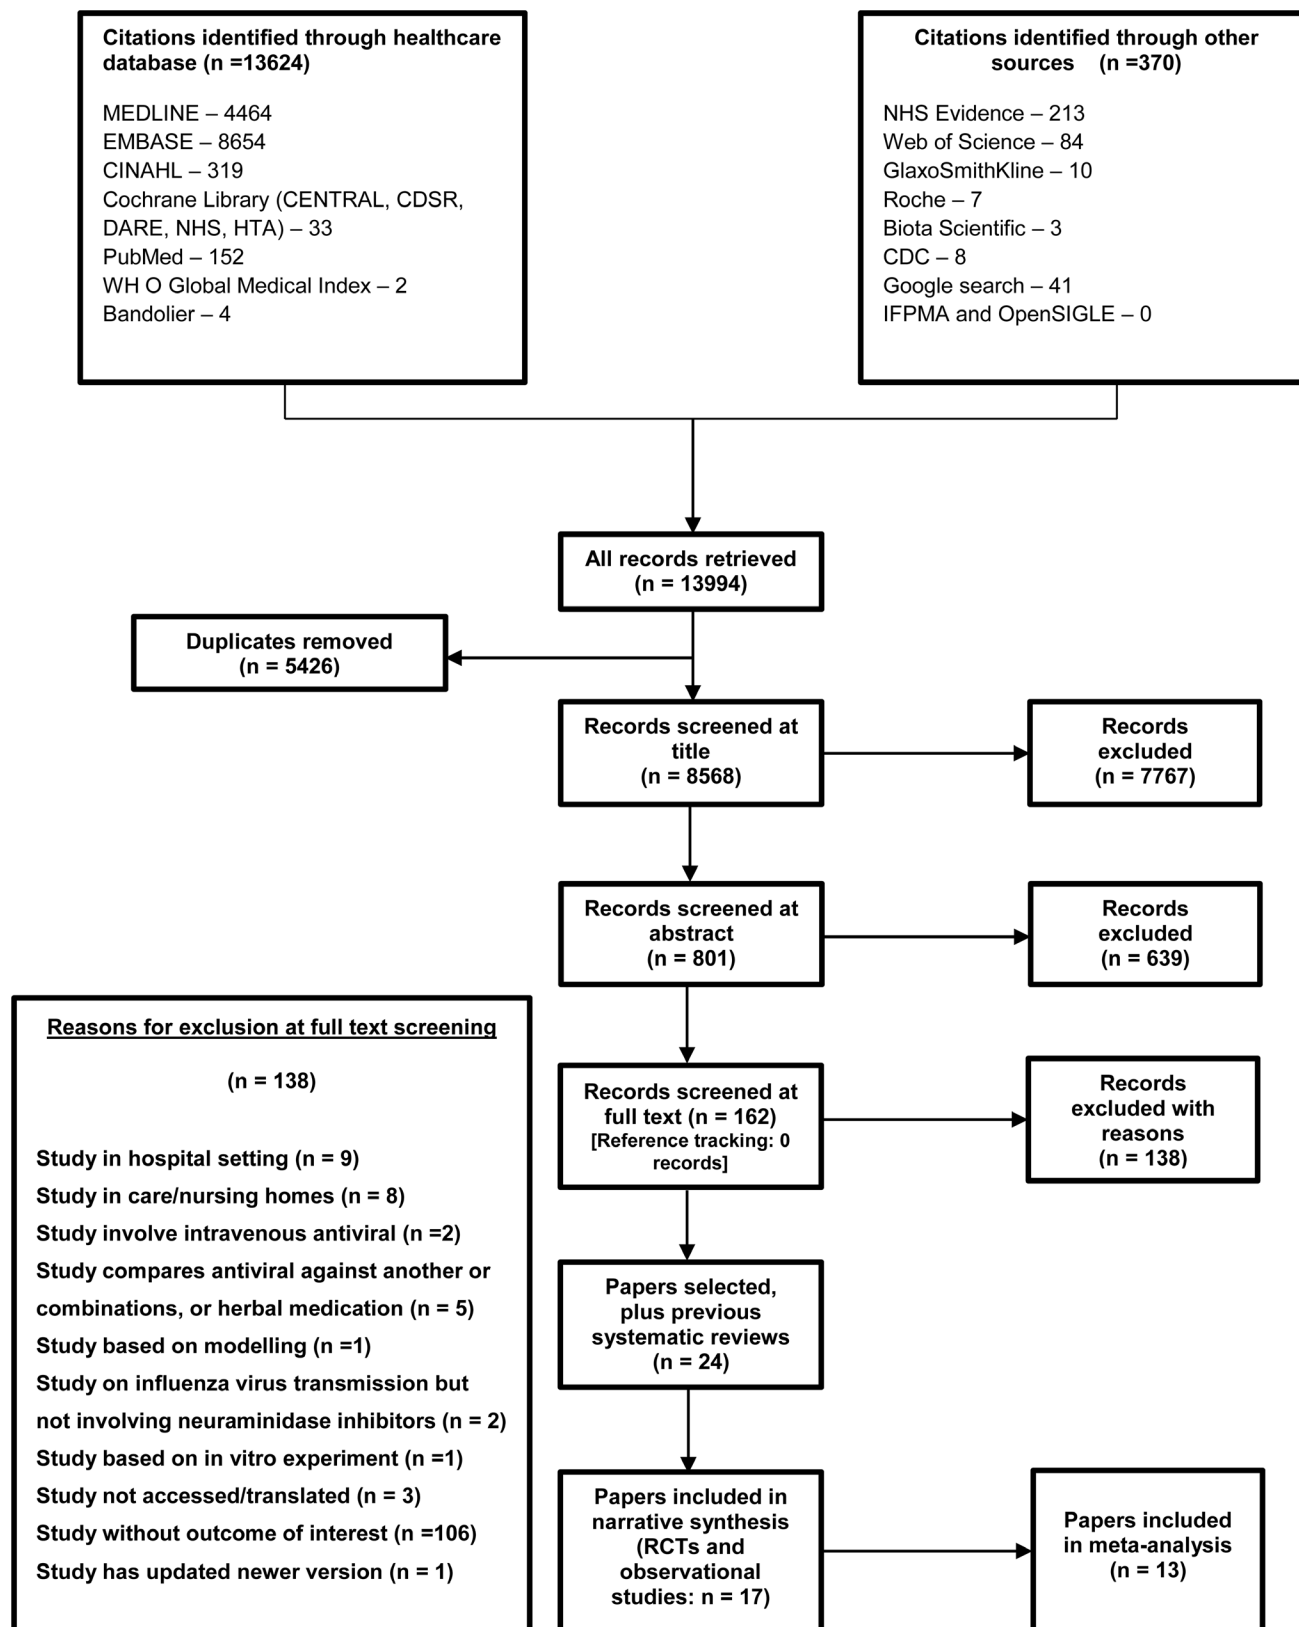 Citations identified through healthcare
database (n =13624)
MEDLINE – 4464
EMBASE – 8654
CINAHL – 319
Cochrane Library (CENTRAL, CDSR,
DARE, NHS, HTA) – 33
PubMed – 152
WH O Global Medical Index – 2
Bandolier – 4
Citations identified through other
sources (n =370)
NHS Evidence – 213
Web of Science – 84
GlaxoSmithKline – 10
Roche – 7
Biota Scientific – 3
CDC – 8
Google search – 41
IFPMA and OpenSIGLE – 0
All records retrieved
(n = 13994)
Duplicates removed
(n = 5426)
Records screened at
title
(n = 8568)
Records
excluded
(n = 7767)
Records screened at
abstract
(n = 801)
Records
excluded
(n = 639)
Records screened at
full text (n = 162)
[Reference tracking: 0
records]
Records
excluded with
reasons
(n = 138)
Reasons for exclusion at full text screening
(n = 138)
Study in hospital setting (n = 9)
Study in care/nursing homes (n = 8)
Study involve intravenous antiviral (n =2)
Study compares antiviral against another or
combinations, or herbal medication (n = 5)
Study based on modelling (n =1)
Study on influenza virus transmission but
not involving neuraminidase inhibitors (n = 2)
Study based on in vitro experiment (n =1)
Study not accessed/translated (n = 3)
Study without outcome of interest (n =106)
Study has updated newer version (n = 1)
Papers selected,
plus previous
systematic reviews
(n = 24)
Papers included in
narrative synthesis
(RCTs and
observational
studies: n = 17)
Papers included
in meta-analysis
(n = 13)